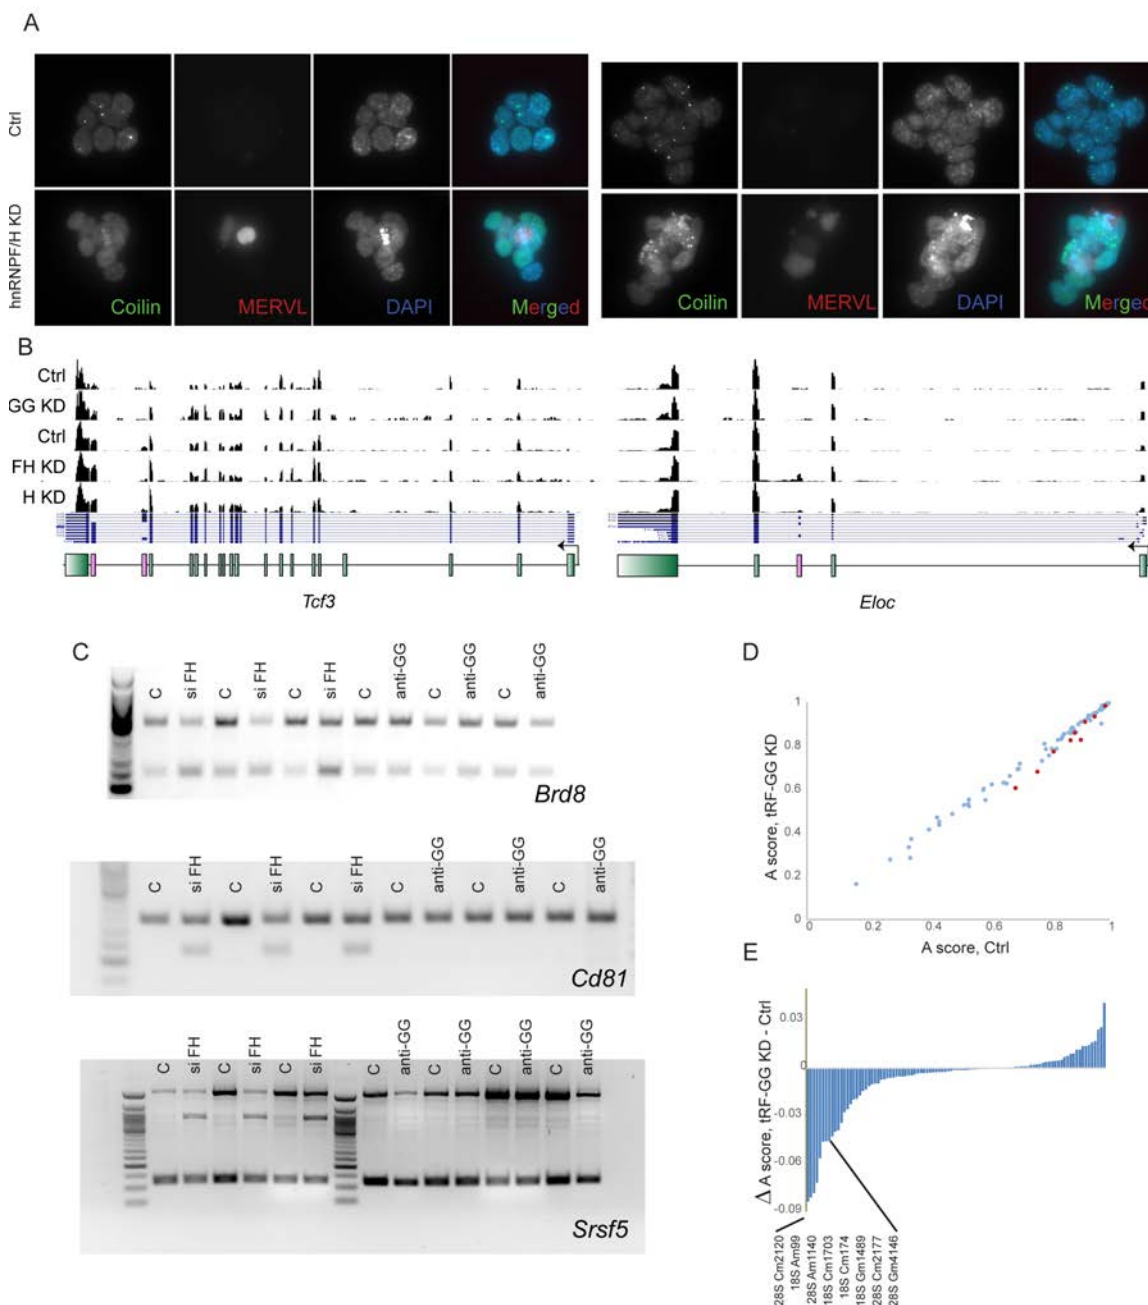 A
Ctrl
hnRNPF/H KD
Coilin
MERVL
DAPI
Merged
Coilin
MERVL
DAPI
Merged
B
Ctrl
GG KD
Ctrl
FH KD
H KD
Tcf3
Eloc
C
C
si FH
C
si FH
C
si FH
C
anti-GG
C
anti-GG
C
anti-GG
Brd8
C
si FH
C
si FH
C
si FH
C
anti-GG
C
anti-GG
C
anti-GG
Cd81
C
si FH
C
si FH
C
si FH
C
anti-GG
C
anti-GG
C
anti-GG
Srsf5
D
A score, tRF-GG KD
1
0.8
0.6
0.4
0.2
0
0
0.2
0.4
0.6
0.8
1
A score, Ctrl
E
Δ A score, tRF-GG KD - Ctrl
0.03
0
-0.03
-0.06
-0.09
28S Cm2120
18S Am99
28S Am1140
18S Cm1703
18S Cm174
18S Gm1489
28S Cm2177
28S Gm4146